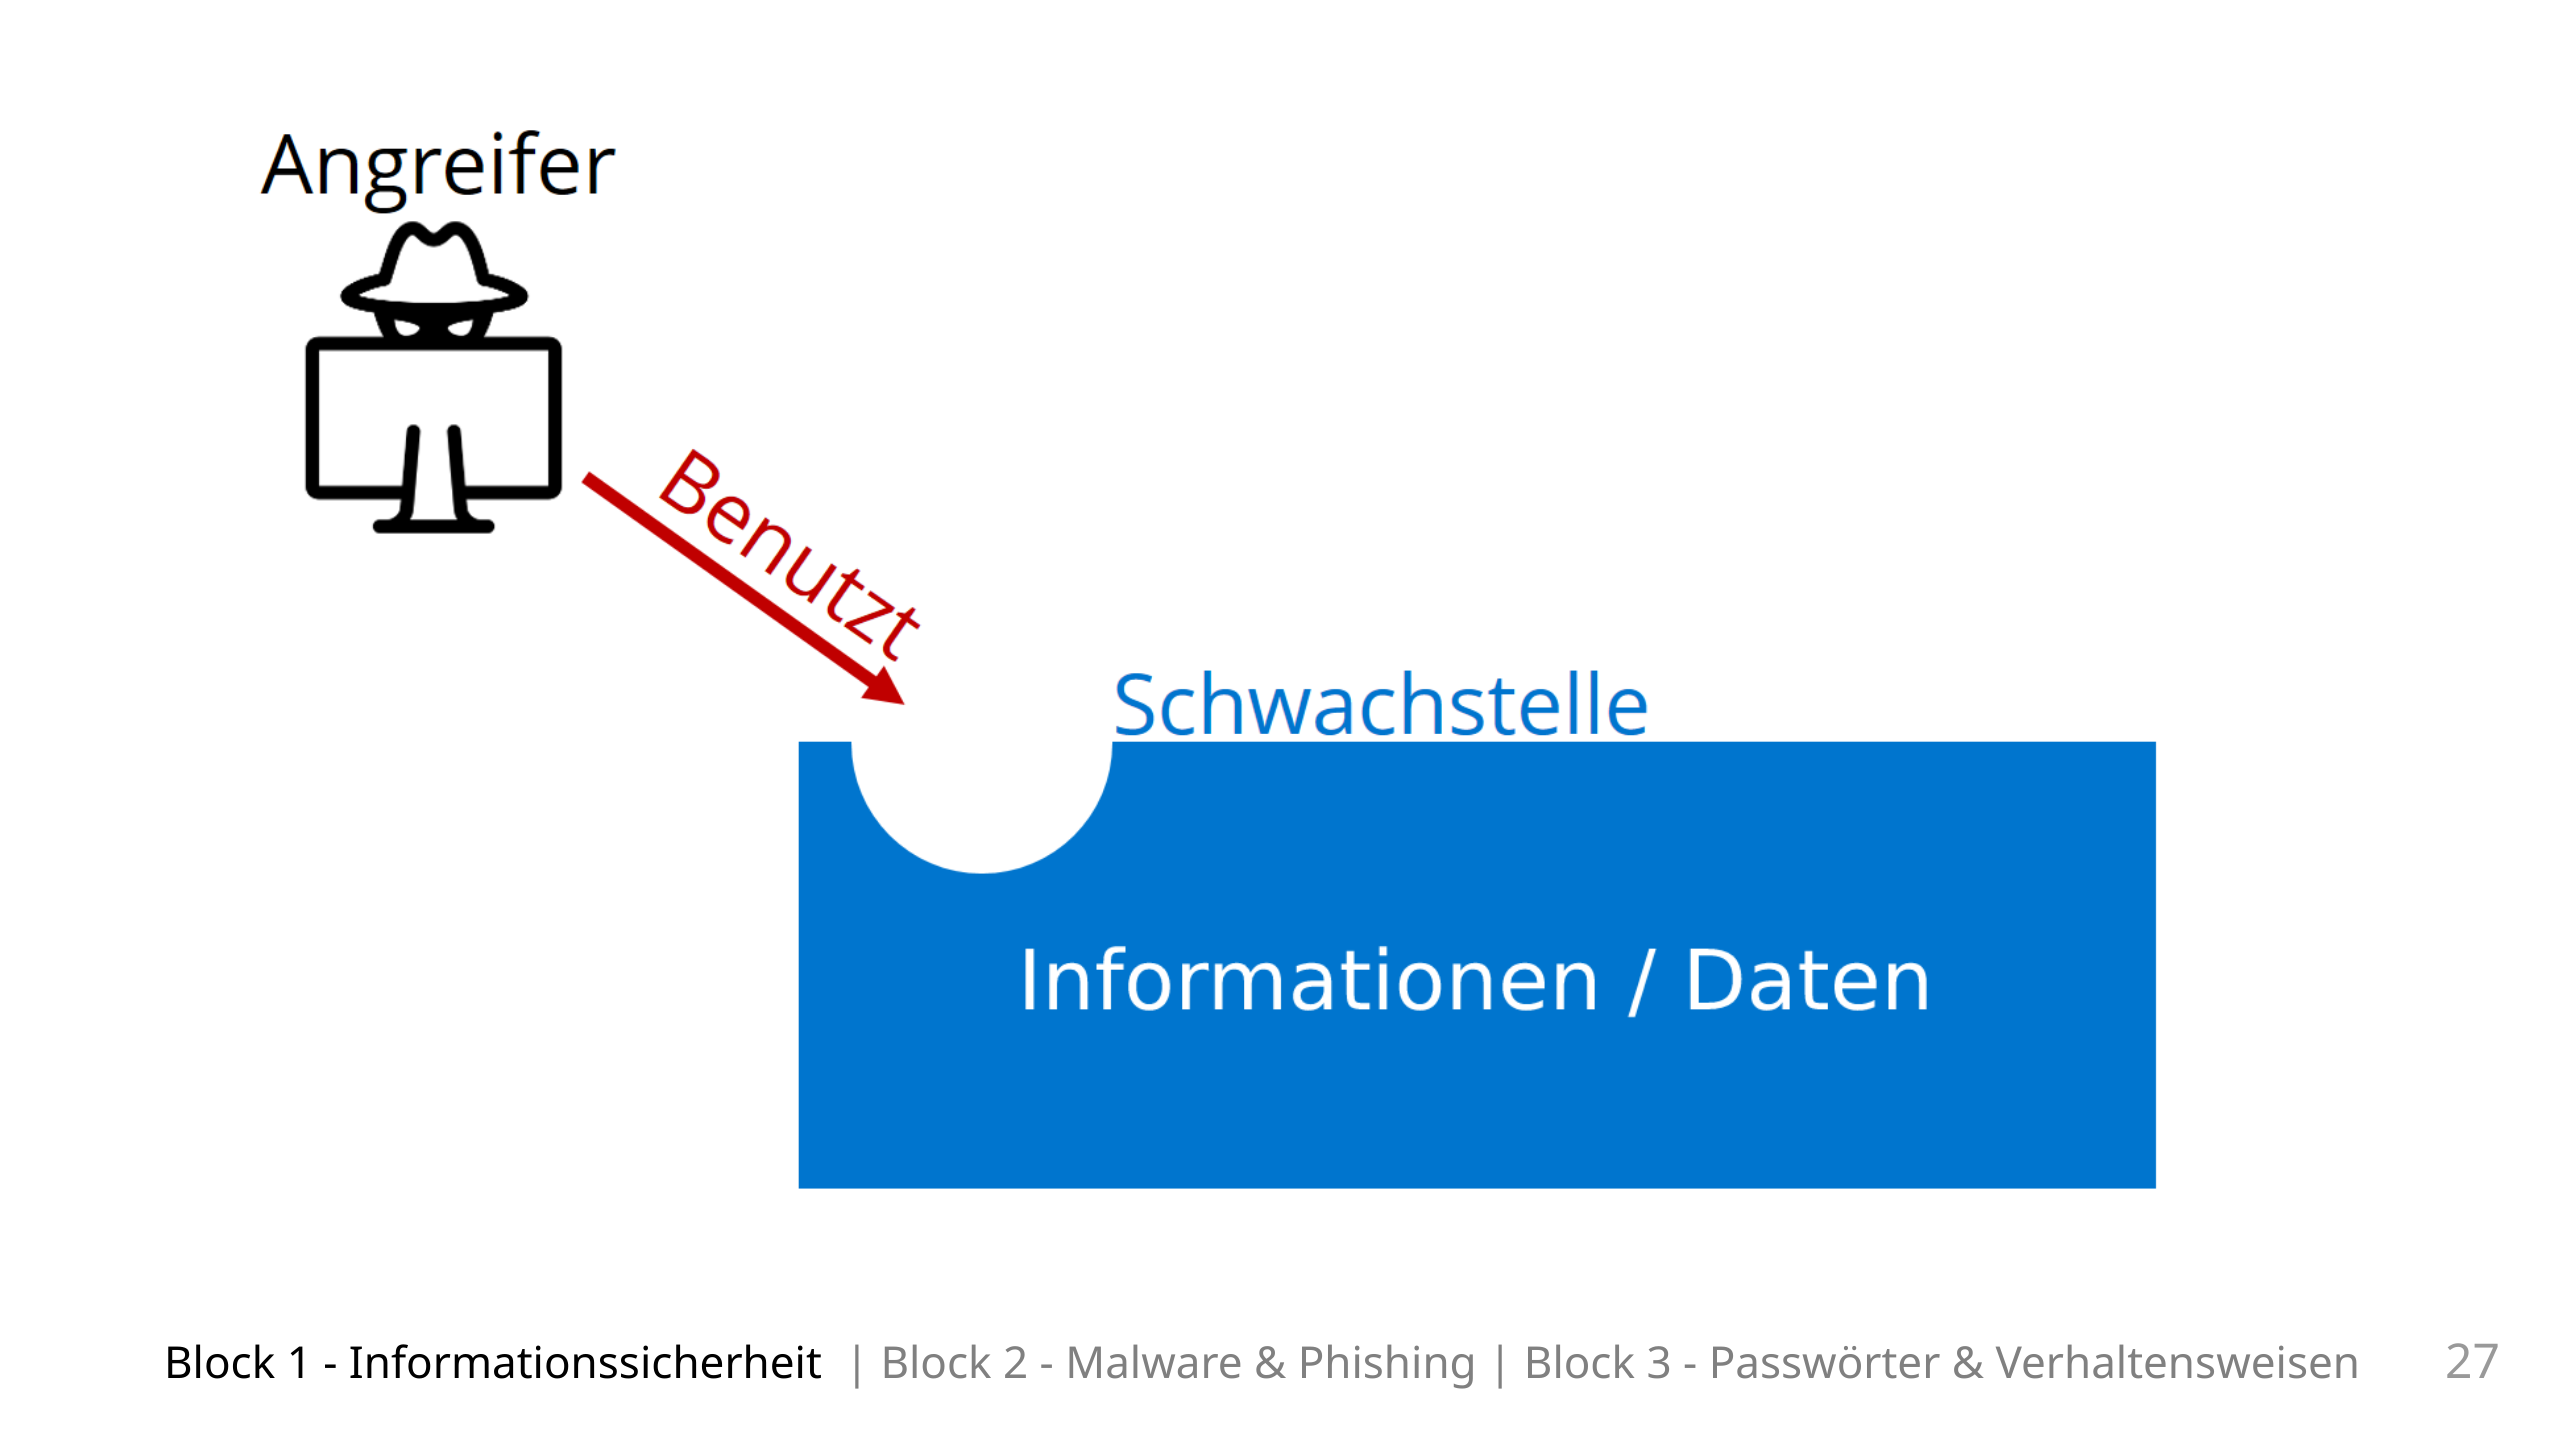 Angreifer
Benutzt
Schwachstelle
Informationen / Daten
Block 1 - Informationssicherheit | Block 2 - Malware & Phishing | Block 3 - Passwörter & Verhaltensweisen 27